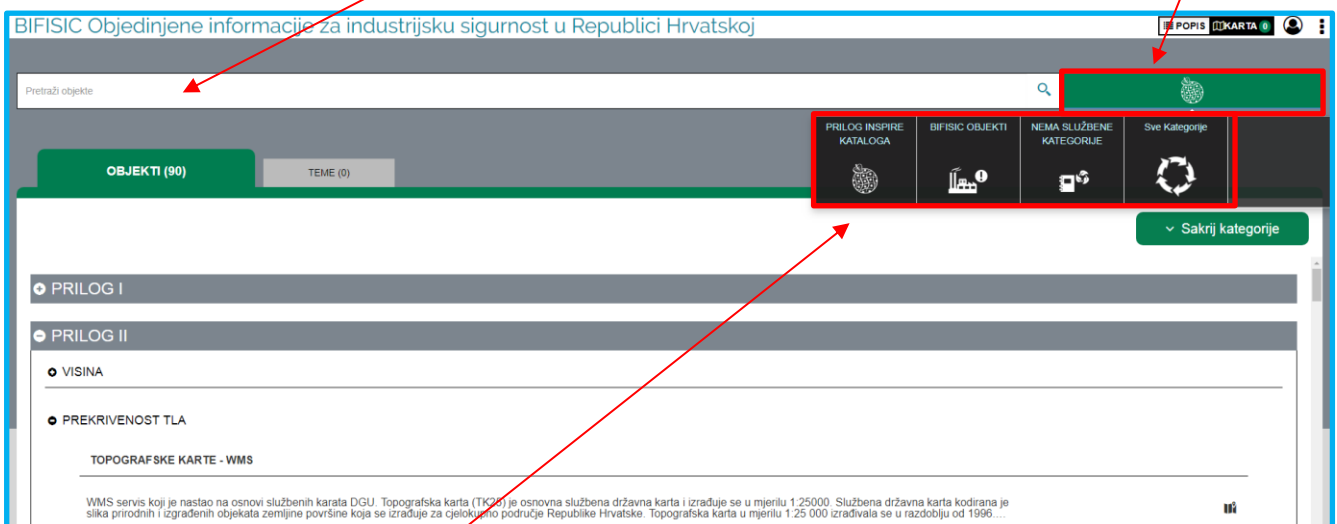 BIFISIC Objedinjene informacije za industrijsku sigurnost u Republici Hrvatskoj
POPIS KARTA 0
Pretraži objekte
PRILOG INSPIRE KATALOGA
BIFISIC OBJEKTI
NEMA SLUŽBENE KATEGORIJE
Sve Kategorije
OBJEKTI (90)
TEME (0)
Sakrij kategorije
PRILOG I
PRILOG II
VISINA
PREKRIVENOST TLA
TOPOGRAFSKE KARTE - WMS
WMS servis koji je nastao na osnovi službenih karata DGU. Topografska karta (TK25) je osnovna službena državna karta i izrađuje se u mjerilu 1:25000. Službena državna karta kodirana je
slika prirodnih i izgrađenih objekata zemljine površine koja se izrađuje za cjelokupno područje Republike Hrvatske. Topografska karta u mjerilu 1:25 000 izrađivala se u razdoblju od 1996....